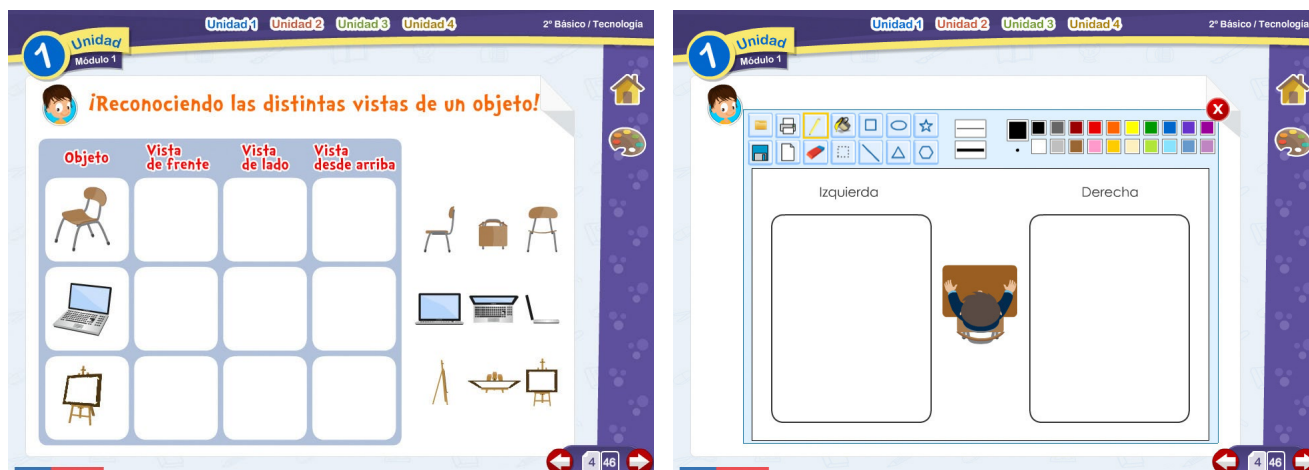 Unidad 1 Unidad 2 Unidad 3 Unidad 4
2º Básico / Tecnología
1 Unidad
Módulo 1
¡Reconociendo las distintas vistas de un objeto!
Objeto
Vista
de frente
Vista
de lado
Vista
desde arriba
4 46
Unidad 1 Unidad 2 Unidad 3 Unidad 4
2º Básico / Tecnología
1 Unidad
Módulo 1
X
Izquierda
Derecha
4 46